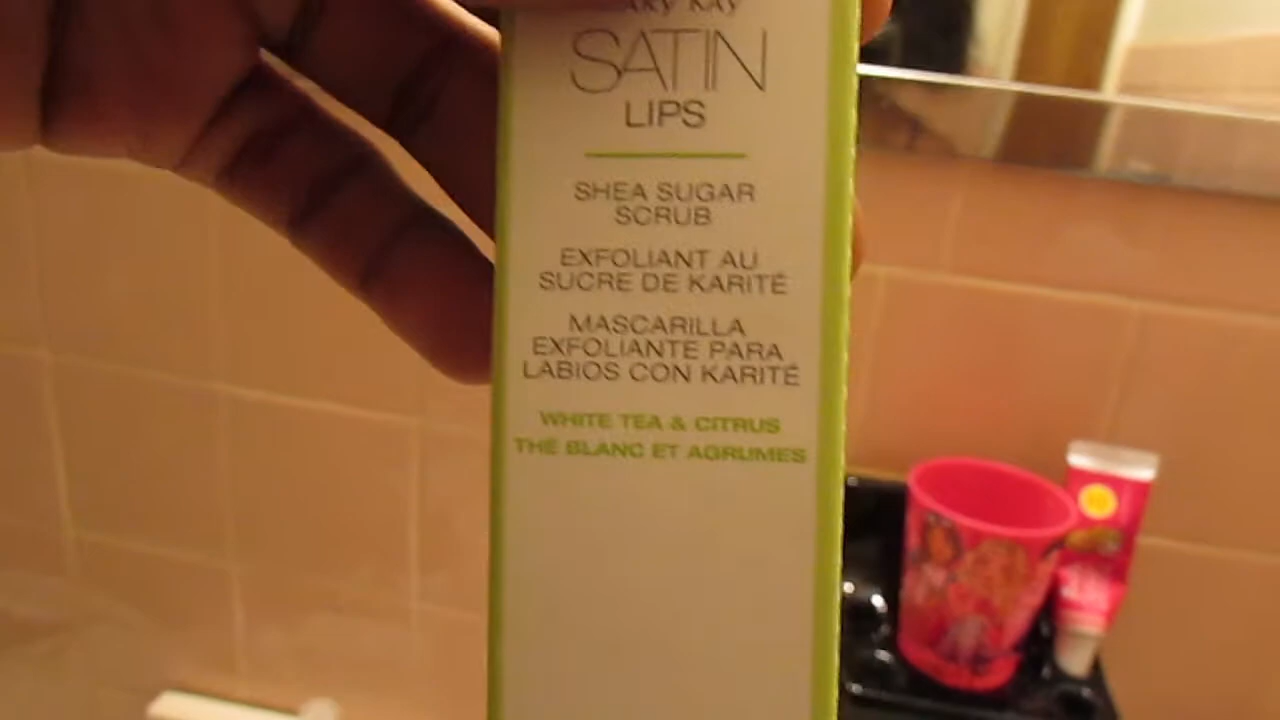 KAY
SATIN
LIPS
SHEA SUGAR
SCRUB
EXFOLIANT AU
SUCRE DE KARITÉ
MASCARILLA
EXFOLIANTE PARA
LABIOS CON KARITÉ
WHITE TEA & CITRUS
THÉ BLANC ET AGRUMES